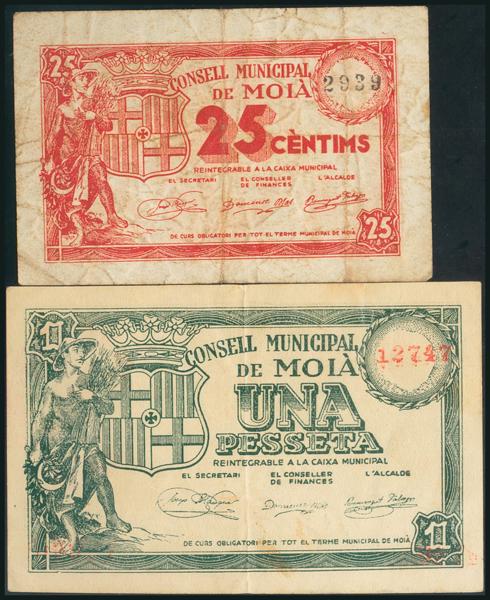 25
CONSELL MUNICIPAL
DE MOIÀ
2939
25 CÈNTIMS
REINTEGRABLE A LA CAIXA MUNICIPAL
EL SECRETARI EL CONSELLER DE FINANCES L'ALCALDE
DE CURS OBLIGATORI PER TOT EL TERME MUNICIPAL DE MOIÀ
25
1
CONSELL MUNICIPAL
DE MOIÀ
12747
UNA
PESSETA
REINTEGRABLE A LA CAIXA MUNICIPAL
EL SECRETARI EL CONSELLER DE FINANCES L'ALCALDE
DE CURS OBLIGATORI PER TOT EL TERME MUNICIPAL DE MOIÀ
1